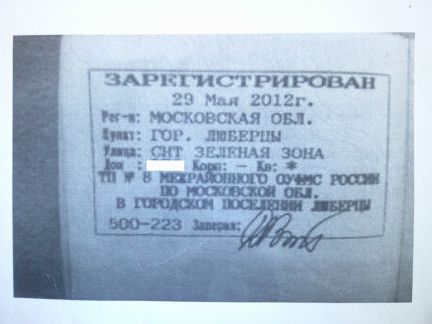 ЗАРЕГИСТРИРОВАН
29 Мая 2012г.
Рег-н: МОСКОВСКАЯ ОБЛ.
Пункт: ГОР. ЛЮБЕРЦЫ
Улица: СНТ ЗЕЛЕНАЯ ЗОНА
Дом : Корп: - Кв: *
ТП № 8 МЕЖРАЙОННОГО ОУФМС РОССИИ
ПО МОСКОВСКОЙ ОБЛ.
В ГОРОДСКОМ ПОСЕЛЕНИИ ЛЮБЕРЦЫ
500-223 Заверил: